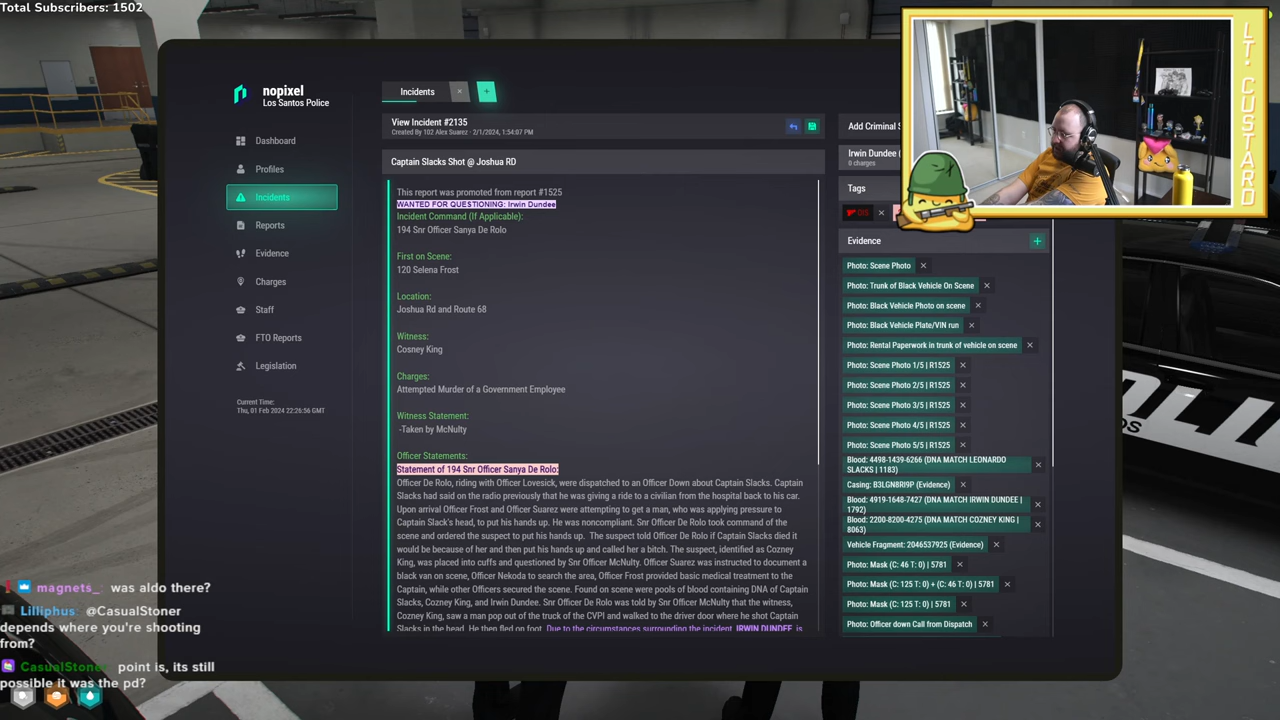 Total Subscribers: 1502
nopixel
Los Santos Police
Dashboard
Profiles
Incidents
Reports
Evidence
Charges
Staff
FTO Reports
Legislation
Current Time:
Thu, 01 Feb 2024 22:26:56 GMT
Incidents
View Incident #2135
Created By 102 Alex Suarez · 2/1/2024, 1:54:07 PM
Captain Slacks Shot @ Joshua RD
This report was promoted from report #1525
WANTED FOR QUESTIONING: Irwin Dundee
Incident Command (If Applicable):
194 Snr Officer Sanya De Rolo
First on Scene:
120 Selena Frost
Location:
Joshua Rd and Route 68
Witness:
Cosney King
Charges:
Attempted Murder of a Government Employee
Witness Statement:
-Taken by McNulty
Officer Statements:
Statement of 194 Snr Officer Sanya De Rolo:
Officer De Rolo, riding with Officer Lovesick, were dispatched to an Officer Down about Captain Slacks. Captain
Slacks had said on the radio previously that he was giving a ride to a civilian from the hospital back to his car.
Upon arrival Officer Frost and Officer Suarez were attempting to get a man, who was applying pressure to
Captain Slack's head, to put his hands up. He was noncompliant. Snr Officer De Rolo took command of the
scene and ordered the suspect to put his hands up. The suspect told Officer De Rolo if Captain Slacks died it
would be because of her and then put his hands up and called her a bitch. The suspect, identified as Cozney
King, was placed into cuffs and questioned by Snr Officer McNulty. Officer Suarez was instructed to document a
black van on scene, Officer Nekoda to search the area, Officer Frost provided basic medical treatment to the
Captain, while other Officers secured the scene. Found on scene were pools of blood containing DNA of Captain
Slacks, Cozney King, and Irwin Dundee. Snr Officer De Rolo was told by Snr Officer McNulty that the witness,
Cozney King, saw a man pop out of the truck of the CVPI and walked to the driver door where he shot Captain
Slacks in the head. He then fled on foot. Due to the circumstances surrounding the incident, IRWIN DUNDEE, is
Add Criminal S
Irwin Dundee (
0 charges
Tags
DIS
Evidence
Photo: Scene Photo
Photo: Trunk of Black Vehicle On Scene
Photo: Black Vehicle Photo on scene
Photo: Black Vehicle Plate/VIN run
Photo: Rental Paperwork in trunk of vehicle on scene
Photo: Scene Photo 1/5 | R1525
Photo: Scene Photo 2/5 | R1525
Photo: Scene Photo 3/5 | R1525
Photo: Scene Photo 4/5 | R1525
Photo: Scene Photo 5/5 | R1525
Blood: 4498-1439-6266 (DNA MATCH LEONARDO
SLACKS | 1183)
Casing: B3LGN8RI9P (Evidence)
Blood: 4919-1648-7427 (DNA MATCH IRWIN DUNDEE |
1792)
Blood: 2200-8200-4275 (DNA MATCH COZNEY KING |
8063)
Vehicle Fragment: 2046537925 (Evidence)
Photo: Mask (C: 46 T: 0) | 5781
Photo: Mask (C: 125 T: 0) + (C: 46 T: 0) | 5781
Photo: Mask (C: 125 T: 0) | 5781
Photo: Officer down Call from Dispatch
LT. CUSTARD
magnets_: was aldo there?
Lilliphus: @CasualStoner
depends where you're shooting
from?
CasualStoner: point is, its still
possible it was the pd?